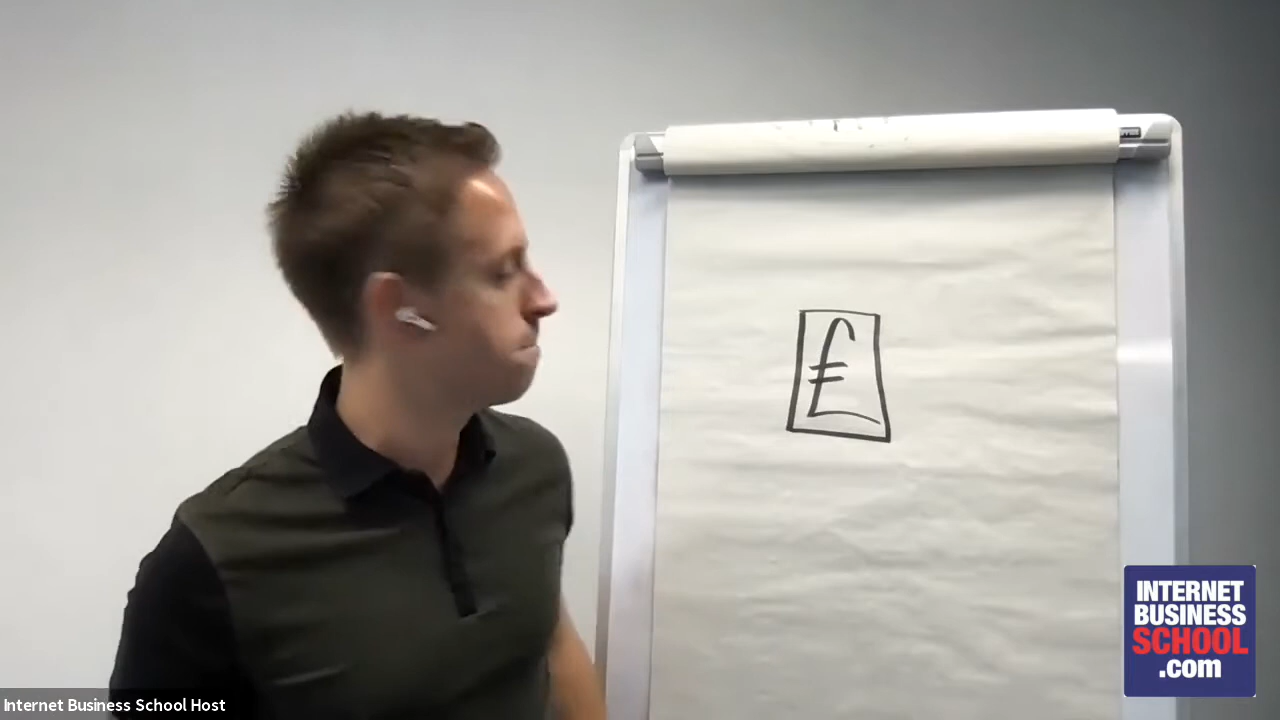 £
INTERNET
BUSINESS
SCHOOL
.com
Internet Business School Host